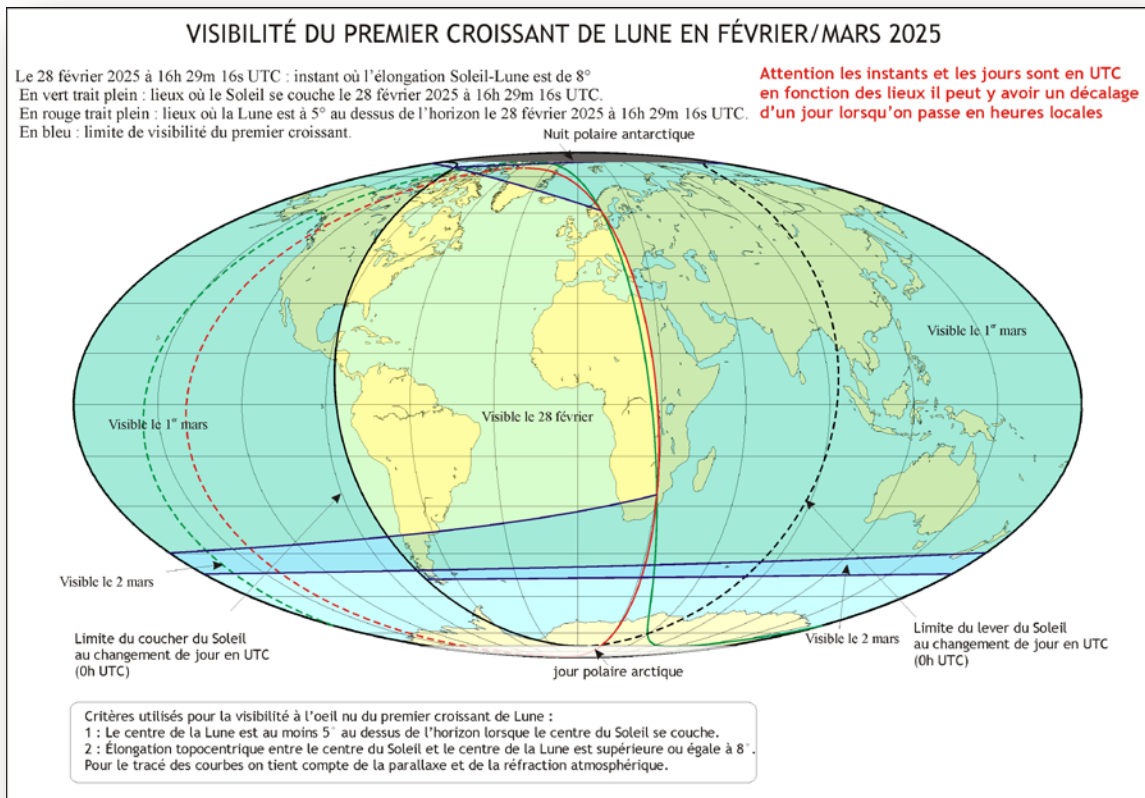 VISIBILITÉ DU PREMIER CROISSANT DE LUNE EN FÉVRIER/MARS 2025
Le 28 février 2025 à 16h 29m 16s UTC : instant où l'élongation Soleil-Lune est de 8°
En vert trait plein : lieux où le Soleil se couche le 28 février 2025 à 16h 29m 16s UTC.
En rouge trait plein : lieux où la Lune est à 5° au dessus de l'horizon le 28 février 2025 à 16h 29m 16s UTC.
En bleu : limite de visibilité du premier croissant.
Attention les instants et les jours sont en UTC
en fonction des lieux il peut y avoir un décalage
d'un jour lorsqu'on passe en heures locales
Nuit polaire antarctique
Visible le 1er mars
Visible le 28 février
Visible le 1er mars
Visible le 2 mars
Limite du coucher du Soleil
au changement de jour en UTC
(0h UTC)
jour polaire arctique
Visible le 2 mars
Limite du lever du Soleil
au changement de jour en UTC
(0h UTC)
Critères utilisés pour la visibilité à l'oeil nu du premier croissant de Lune :
1 : Le centre de la Lune est au moins 5° au dessus de l'horizon lorsque le centre du Soleil se couche.
2 : Élongation topocentrique entre le centre du Soleil et le centre de la Lune est supérieure ou égale à 8°.
Pour le tracé des courbes on tient compte de la parallaxe et de la réfraction atmosphérique.